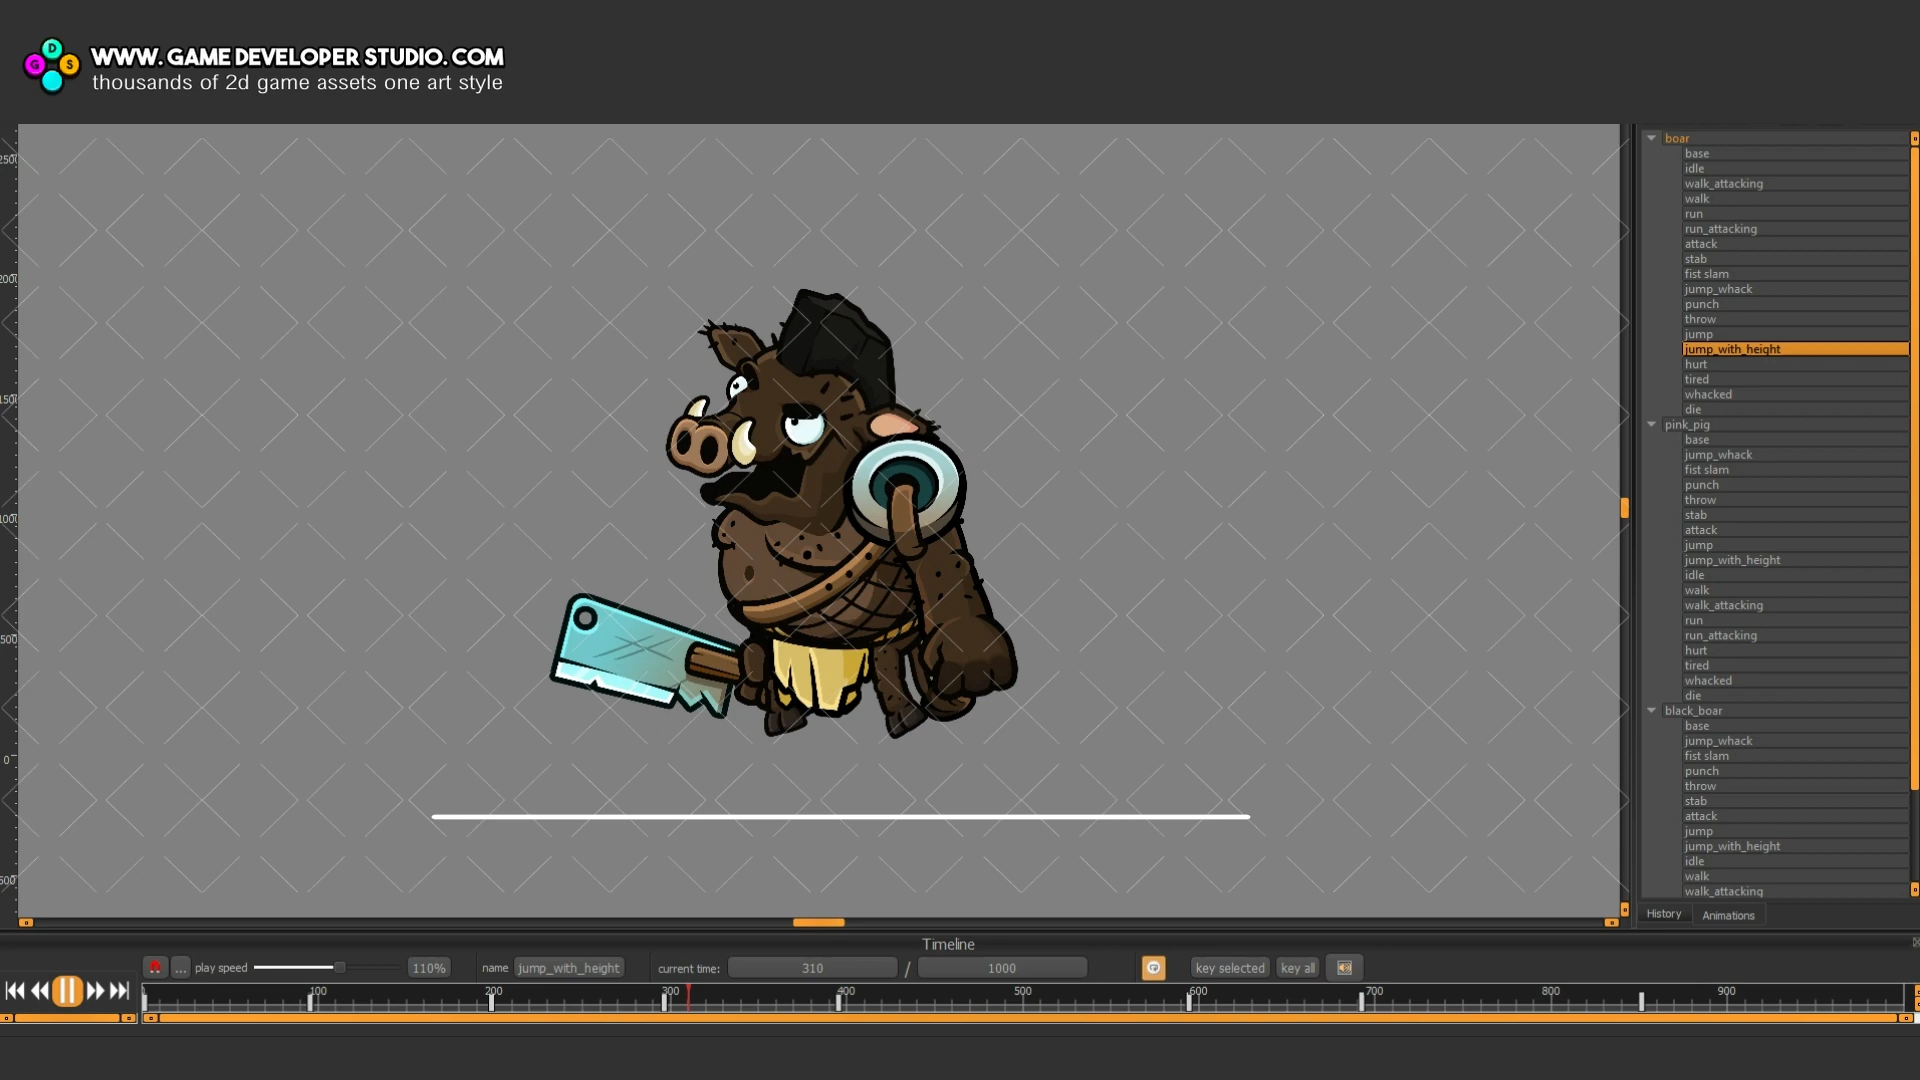 D
G S
WWW. GAME DEVELOPER STUDIO. COM
thousands of 2d game assets one art style
boar
base
idle
walk_attacking
walk
run
run_attacking
attack
stab
fist slam
jump_whack
punch
throw
jump
jump_with_height
hurt
tired
whacked
die
pink_pig
base
jump_whack
fist slam
punch
throw
stab
attack
jump
jump_with_height
idle
walk
walk_attacking
run
run_attacking
hurt
tired
whacked
die
black_boar
base
jump_whack
fist slam
punch
throw
stab
attack
jump
jump_with_height
idle
walk
walk_attacking
History Animations
Timeline
... play speed 110% name jump_with_height current time: 310 / 1000 key selected key all
100 200 300 400 500 600 700 800 900